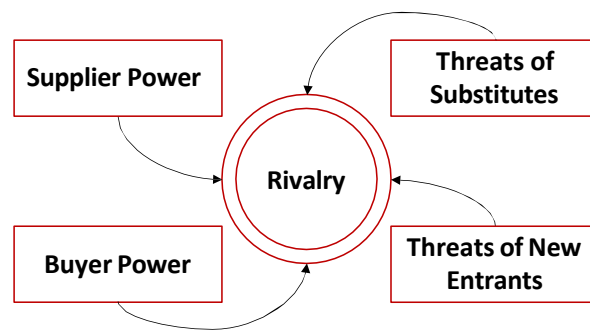 Supplier Power
Threats of
Substitutes
Rivalry
Buyer Power
Threats of New
Entrants